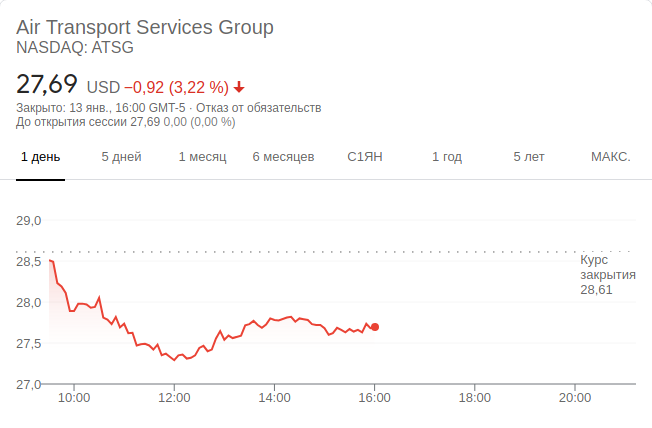 Air Transport Services Group
NASDAQ: ATSG
27,69 USD −0,92 (3,22 %)
Закрыто: 13 янв., 16:00 GMT-5 · Отказ от обязательств
До открытия сессии 27,69 0,00 (0,00 %)
1 день 5 дней 1 месяц 6 месяцев С1ЯН 1 год 5 лет МАКС.
29,0
28,5
28,0
27,5
27,0
Курс
закрытия
28,61
10:00 12:00 14:00 16:00 18:00 20:00